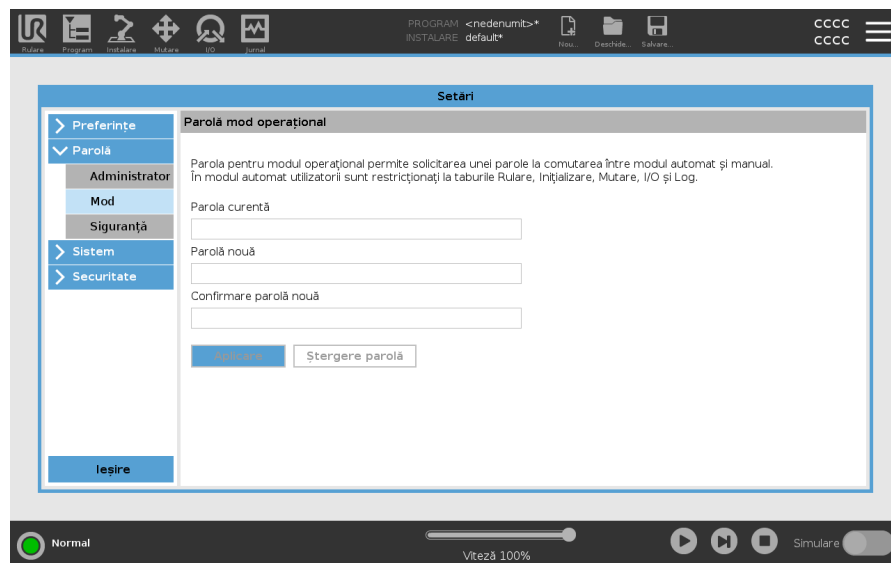 PROGRAM <nedenumit>*
INSTALARE default*
cccc
cccc
Rulare Program Instalare Mutare I/O Jurnal Nou... Deschide... Salvare...
Setări
Preferințe
Parolă
Administrator
Mod
Siguranță
Sistem
Securitate
Ieșire
Parolă mod operațional
Parola pentru modul operațional permite solicitarea unei parole la comutarea între modul automat și manual.
În modul automat utilizatorii sunt restricționați la taburile Rulare, Inițializare, Mutare, I/O și Log.
Parola curentă
Parolă nouă
Confirmare parolă nouă
Aplicare Ștergere parolă
Normal
Viteză 100%
Simulare